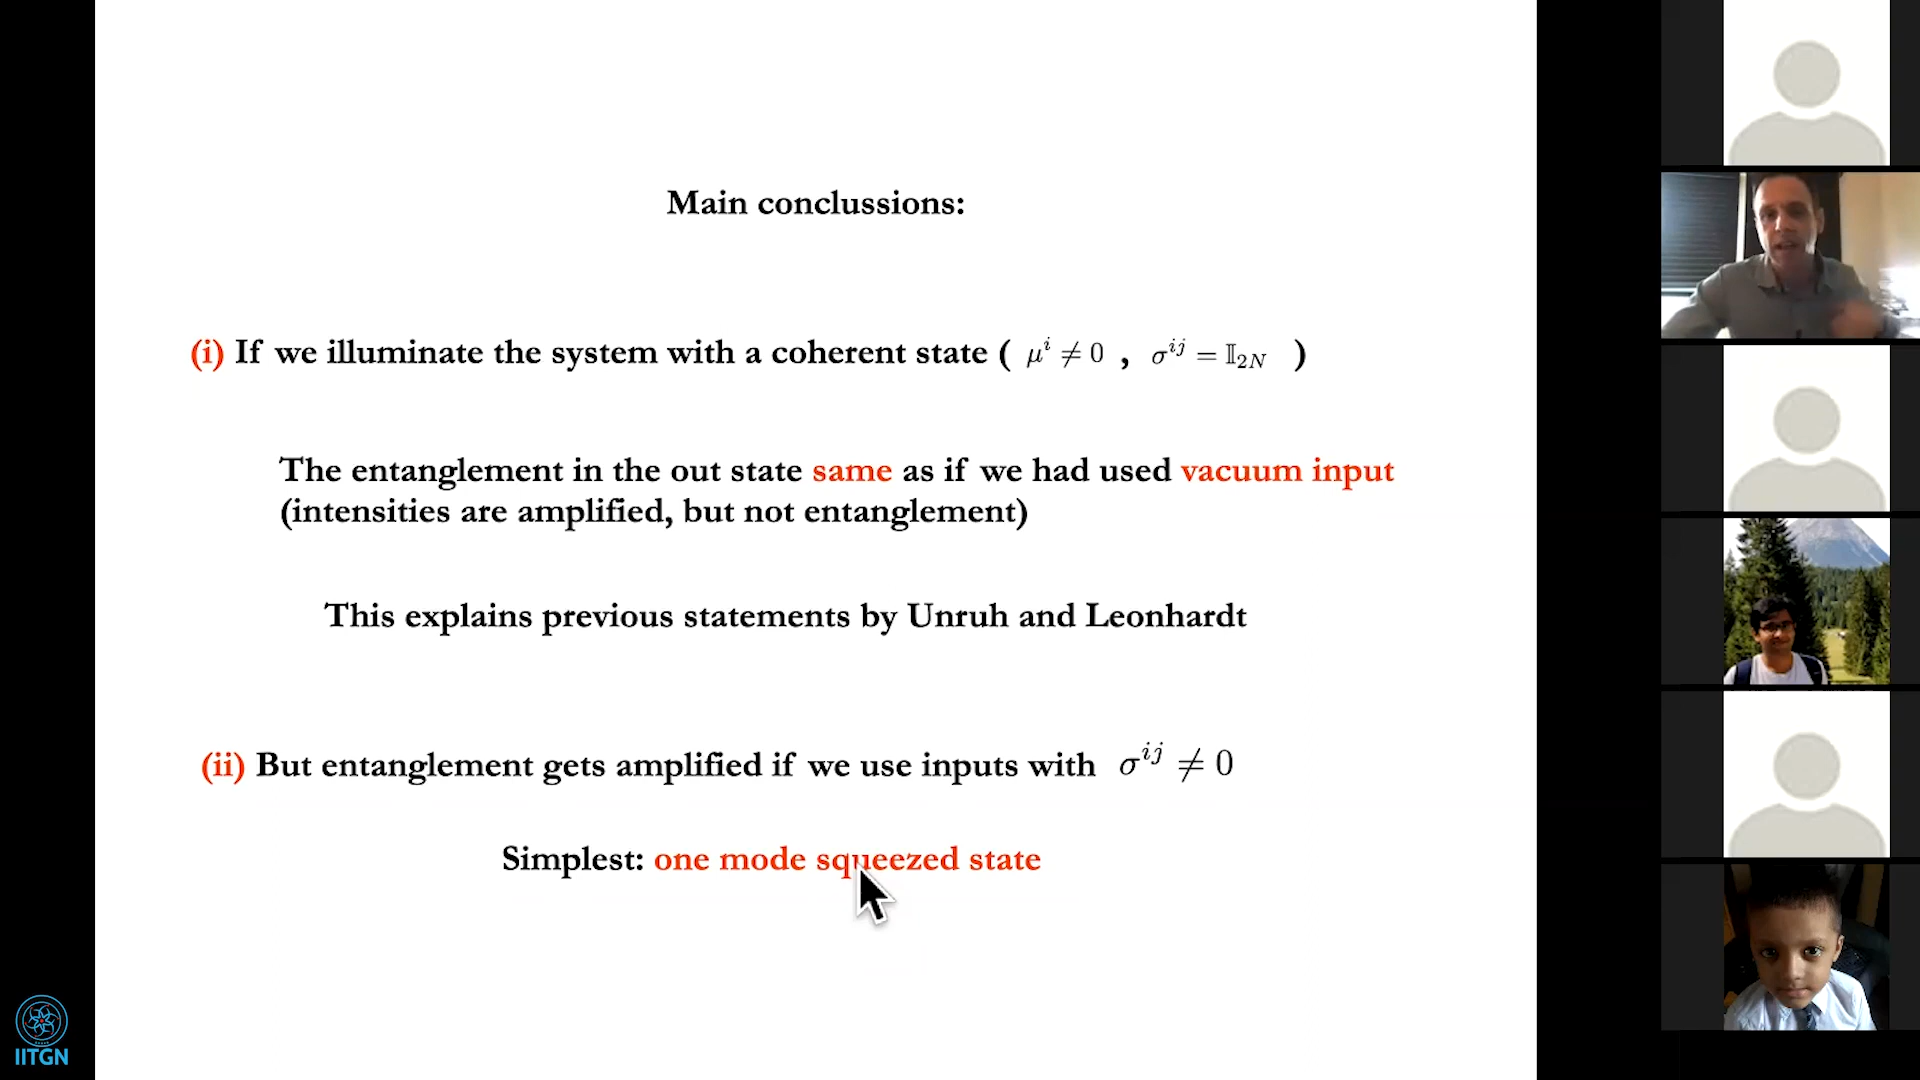 Main conclussions:
(i) If we illuminate the system with a coherent state ( μ^i ≠ 0 , σ^{ij} = 𝕀_{2N} )
The entanglement in the out state same as if we had used vacuum input
(intensities are amplified, but not entanglement)
This explains previous statements by Unruh and Leonhardt
(ii) But entanglement gets amplified if we use inputs with σ^{ij} ≠ 0
Simplest: one mode squeezed state
IITGN